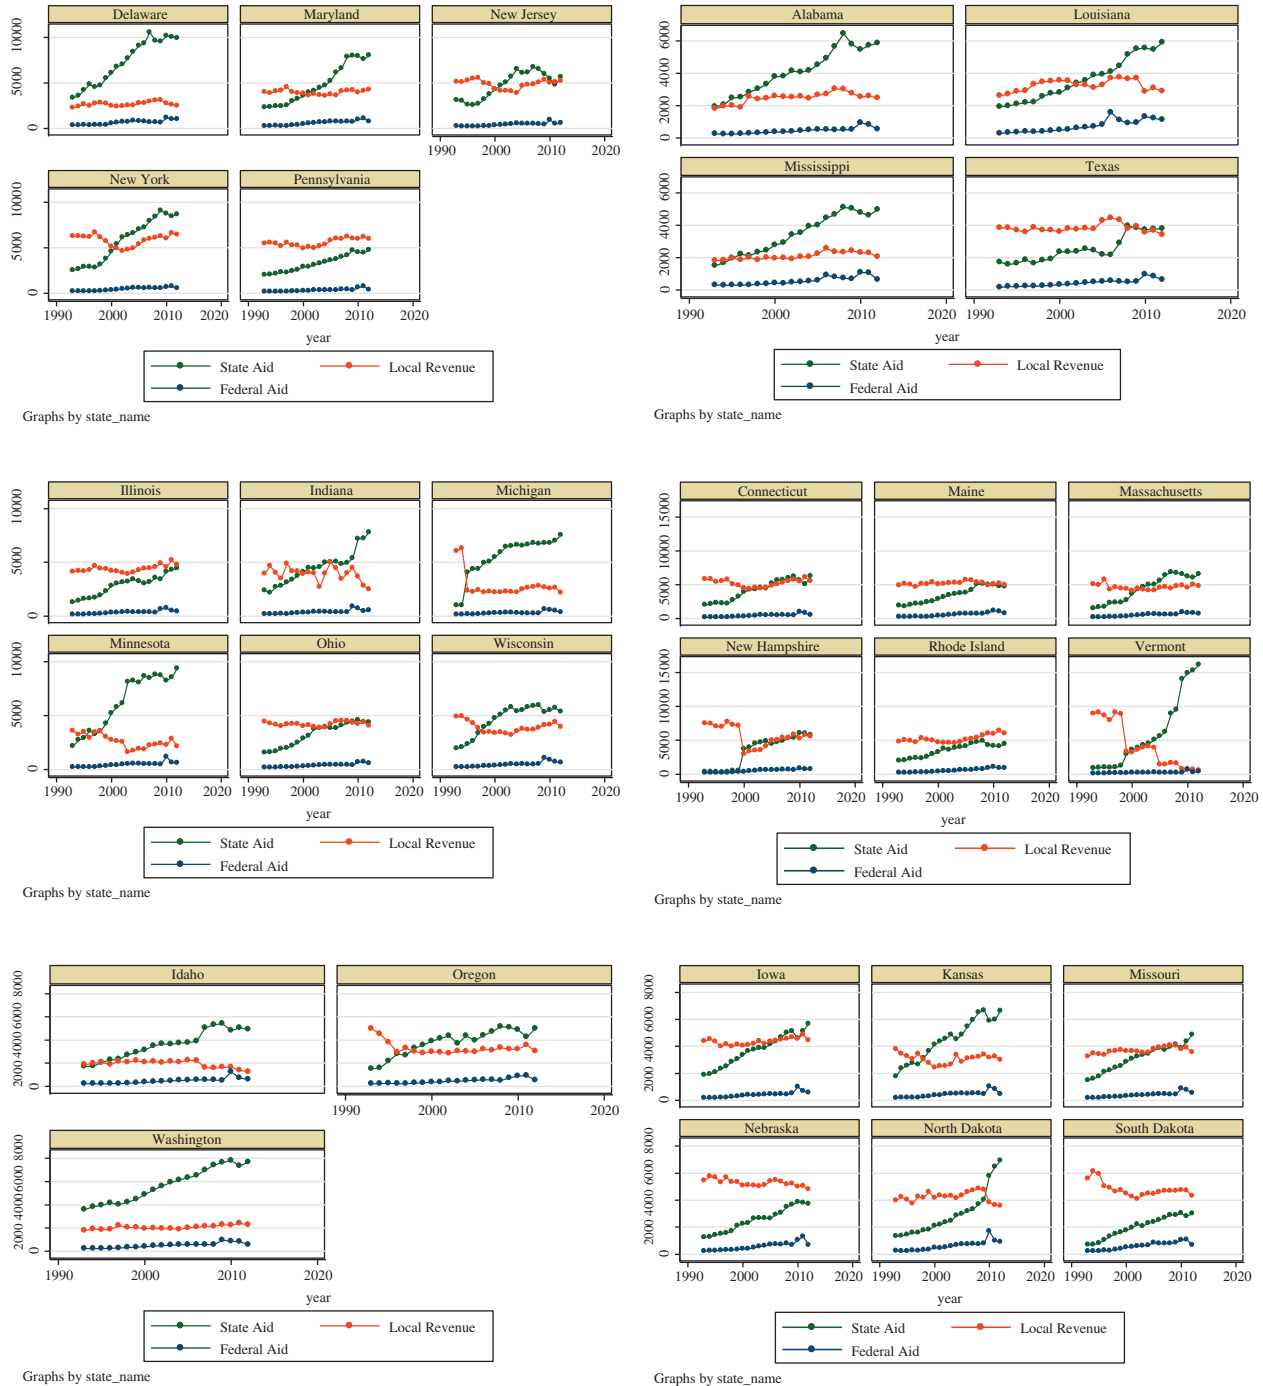 Delaware Maryland New Jersey
10000
5000
0
1990 2000 2010 2020
New York Pennsylvania
10000
5000
0
1990 2000 2010 2020 1990 2000 2010 2020
year
State Aid Local Revenue
Federal Aid
Graphs by state_name
Alabama Louisiana
6000
4000
2000
0
Mississippi Texas
6000
4000
2000
0
1990 2000 2010 2020 1990 2000 2010 2020
year
State Aid Local Revenue
Federal Aid
Graphs by state_name
Illinois Indiana Michigan
10000
5000
0
Minnesota Ohio Wisconsin
10000
5000
0
1990 2000 2010 2020 1990 2000 2010 2020 1990 2000 2010 2020
year
State Aid Local Revenue
Federal Aid
Graphs by state_name
Connecticut Maine Massachusetts
15000
10000
5000
0
New Hampshire Rhode Island Vermont
15000
10000
5000
0
1990 2000 2010 2020 1990 2000 2010 2020 1990 2000 2010 2020
year
State Aid Local Revenue
Federal Aid
Graphs by state_name
Idaho Oregon
8000
6000
4000
2000
0
1990 2000 2010 2020
Washington
8000
6000
4000
2000
0
1990 2000 2010 2020
year
State Aid Local Revenue
Federal Aid
Graphs by state_name
Iowa Kansas Missouri
8000
6000
4000
2000
0
Nebraska North Dakota South Dakota
8000
6000
4000
2000
0
1990 2000 2010 2020 1990 2000 2010 2020 1990 2000 2010 2020
year
State Aid Local Revenue
Federal Aid
Graphs by state_name